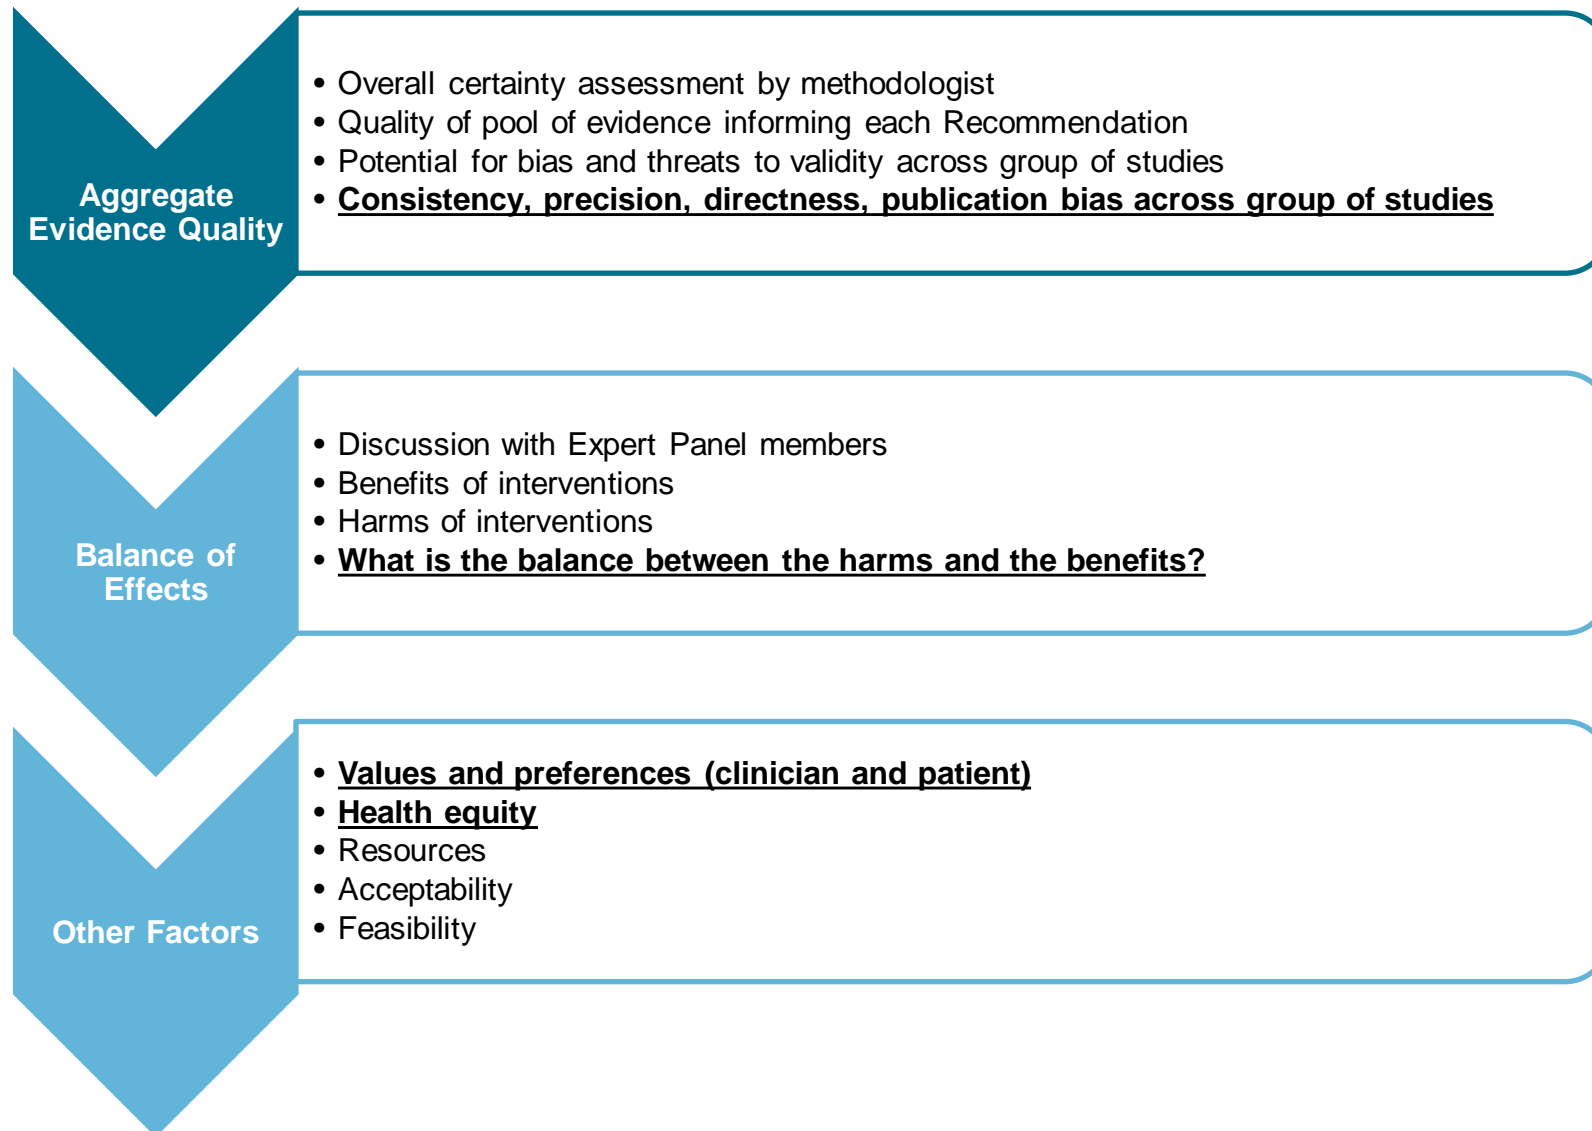 Aggregate
Evidence Quality
• Overall certainty assessment by methodologist
• Quality of pool of evidence informing each Recommendation
• Potential for bias and threats to validity across group of studies
• Consistency, precision, directness, publication bias across group of studies
Balance of
Effects
• Discussion with Expert Panel members
• Benefits of interventions
• Harms of interventions
• What is the balance between the harms and the benefits?
Other Factors
• Values and preferences (clinician and patient)
• Health equity
• Resources
• Acceptability
• Feasibility